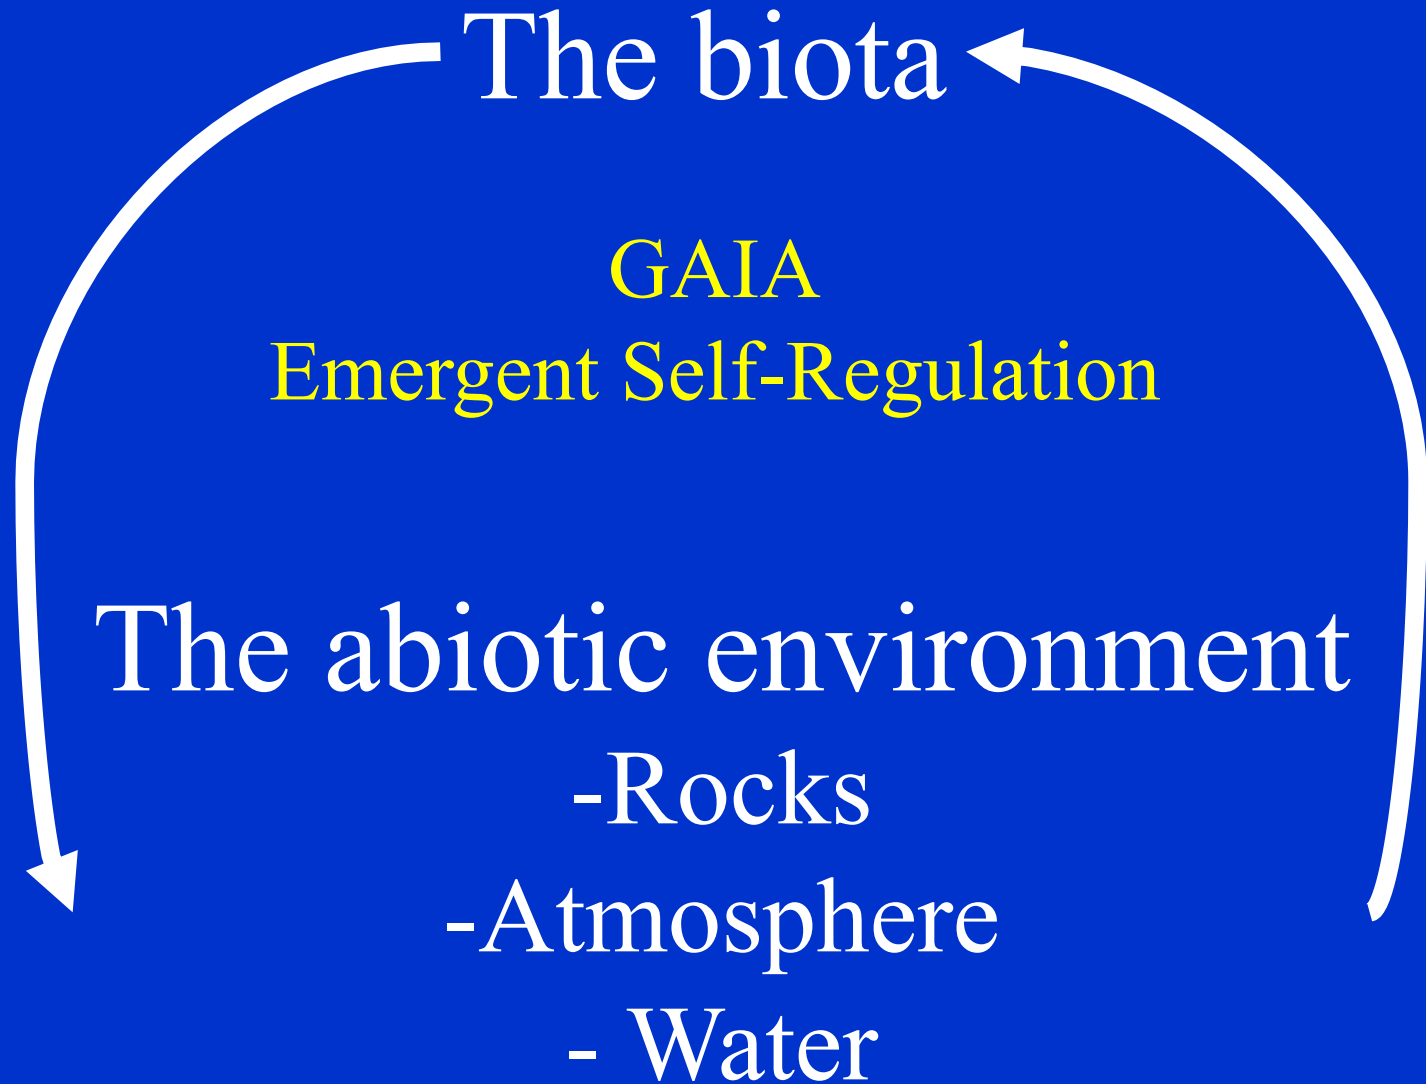 The biota
GAIA
Emergent Self-Regulation
The abiotic environment
-Rocks
-Atmosphere
- Water